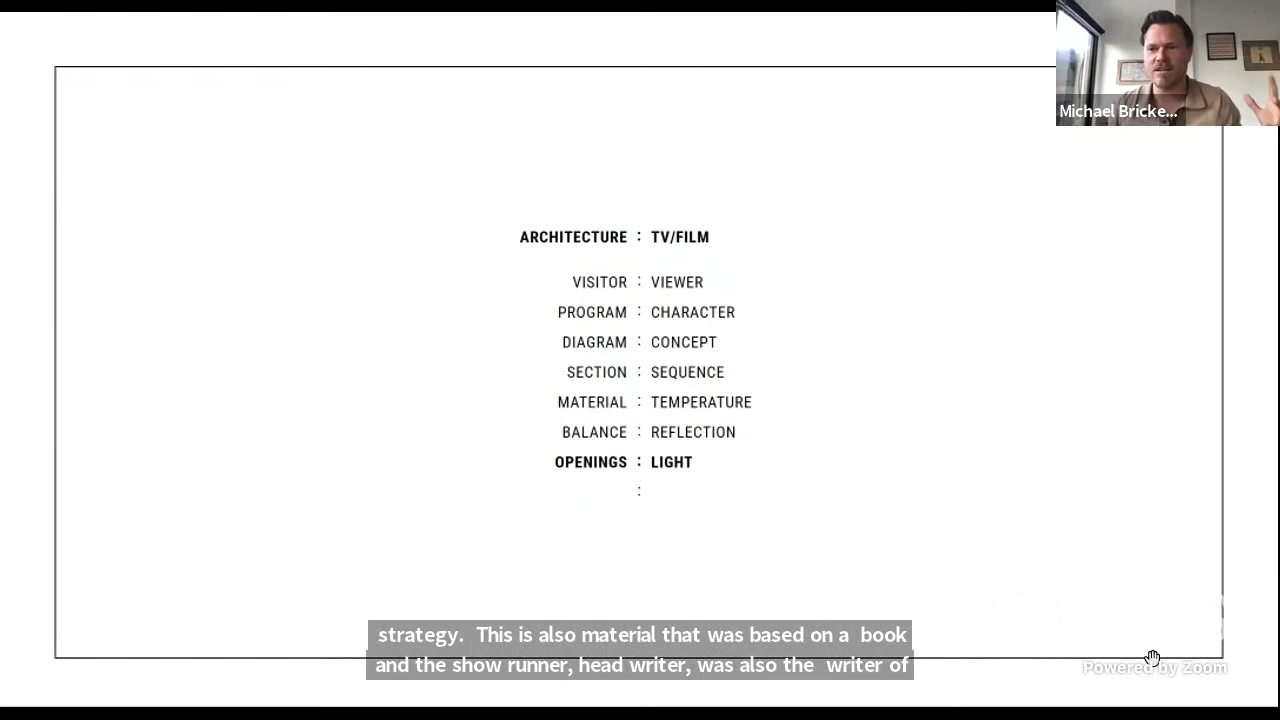 Michael Bricke...
ARCHITECTURE : TV/FILM
VISITOR : VIEWER
PROGRAM : CHARACTER
DIAGRAM : CONCEPT
SECTION : SEQUENCE
MATERIAL : TEMPERATURE
BALANCE : REFLECTION
OPENINGS : LIGHT
:
strategy. This is also material that was based on a book
and the show runner, head writer, was also the writer of
Powered by Zoom